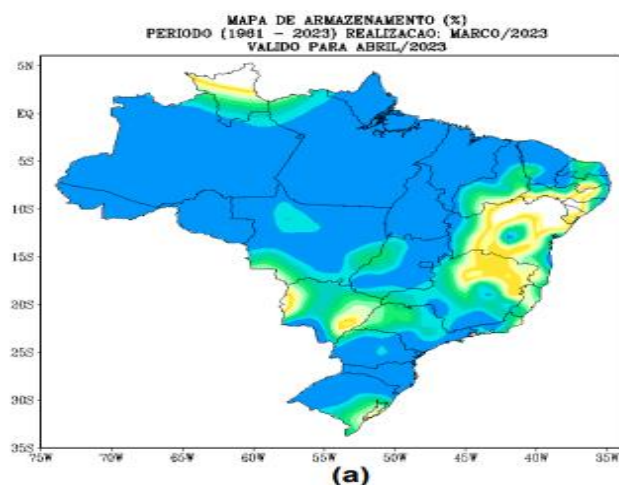 MAPA DE ARMAZENAMENTO (%)
PERIODO (1961 - 2023) REALIZACAO: MARCO/2023
VALIDO PARA ABRIL/2023
5N
EQ
5S
10S
15S
20S
25S
30S
35S
75W 70W 65W 60W 55W 50W 45W 40W 35W
(a)